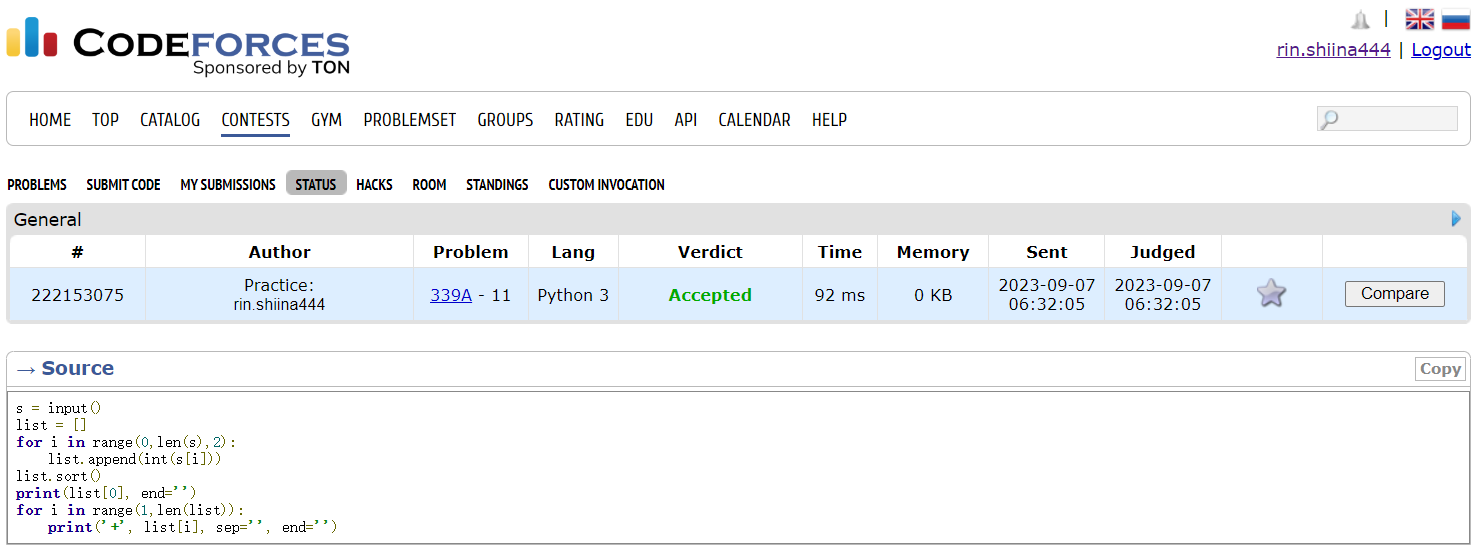 CODEFORCES
Sponsored by TON
|
rin.shiina444 | Logout
HOME TOP CATALOG CONTESTS GYM PROBLEMSET GROUPS RATING EDU API CALENDAR HELP
PROBLEMS SUBMIT CODE MY SUBMISSIONS STATUS HACKS ROOM STANDINGS CUSTOM INVOCATION
General
# Author Problem Lang Verdict Time Memory Sent Judged
222153075 Practice: rin.shiina444 339A - 11 Python 3 Accepted 92 ms 0 KB 2023-09-07 06:32:05 2023-09-07 06:32:05 Compare
→ Source Copy
s = input()
list = []
for i in range(0,len(s),2):
    list.append(int(s[i]))
list.sort()
print(list[0], end='')
for i in range(1,len(list)):
    print('+', list[i], sep='', end='')